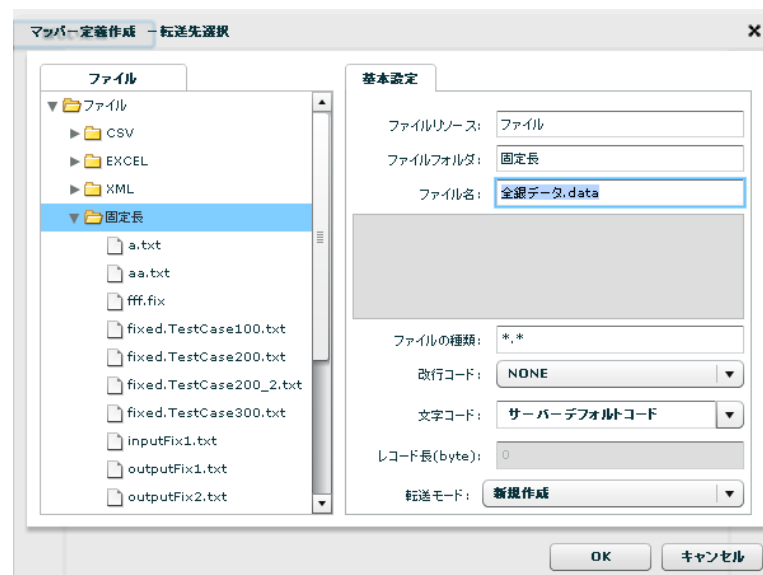 マッパー定義作成 － 転送先選択
ファイル
ファイル
CSV
EXCEL
XML
固定長
a.txt
aa.txt
fff.fix
fixed.TestCase100.txt
fixed.TestCase200.txt
fixed.TestCase200_2.txt
fixed.TestCase300.txt
inputFix1.txt
outputFix1.txt
outputFix2.txt
基本設定
ファイルリソース: ファイル
ファイルフォルダ: 固定長
ファイル名: 全銀データ.data
ファイルの種類: *.*
改行コード: NONE
文字コード: サーバーデフォルトコード
レコード長(byte): 0
転送モード: 新規作成
OK キャンセル